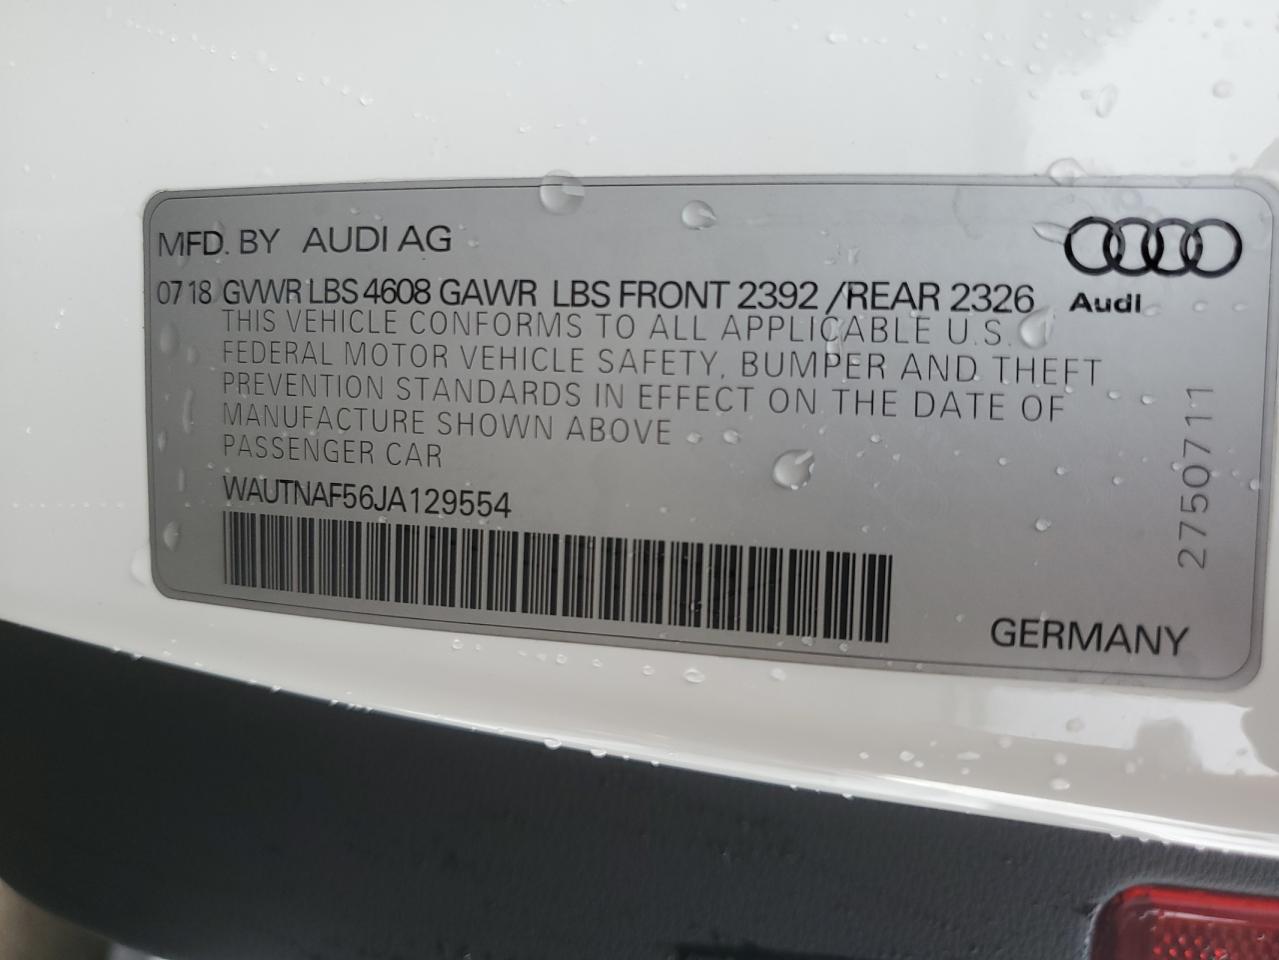 MFD. BY AUDI AG
Audi
07 18 GVWR LBS 4608 GAWR LBS FRONT 2392 /REAR 2326
THIS VEHICLE CONFORMS TO ALL APPLICABLE U.S.
FEDERAL MOTOR VEHICLE SAFETY, BUMPER AND THEFT
PREVENTION STANDARDS IN EFFECT ON THE DATE OF
MANUFACTURE SHOWN ABOVE
PASSENGER CAR
WAUTNAF56JA129554
2750711
GERMANY